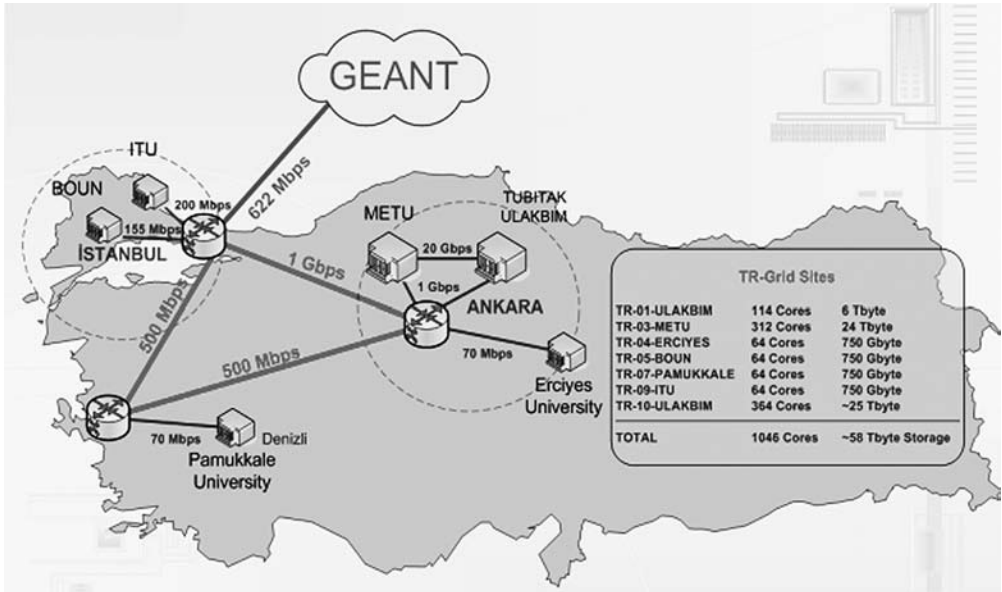 GEANT
622 Mbps
ITU
BOUN
200 Mbps
155 Mbps
İSTANBUL
METU
TUBITAK
ULAKBIM
20 Gbps
1 Gbps
1 Gbps
ANKARA
500 Mbps
500 Mbps
70 Mbps
Erciyes
University
70 Mbps
Denizli
Pamukkale
University
TR-Grid Sites
TR-01-ULAKBIM 114 Cores 6 Tbyte
TR-03-METU 312 Cores 24 Tbyte
TR-04-ERCIYES 64 Cores 750 Gbyte
TR-05-BOUN 64 Cores 750 Gbyte
TR-07-PAMUKKALE 64 Cores 750 Gbyte
TR-09-ITU 64 Cores 750 Gbyte
TR-10-ULAKBIM 364 Cores ~25 Tbyte
TOTAL 1046 Cores ~58 Tbyte Storage